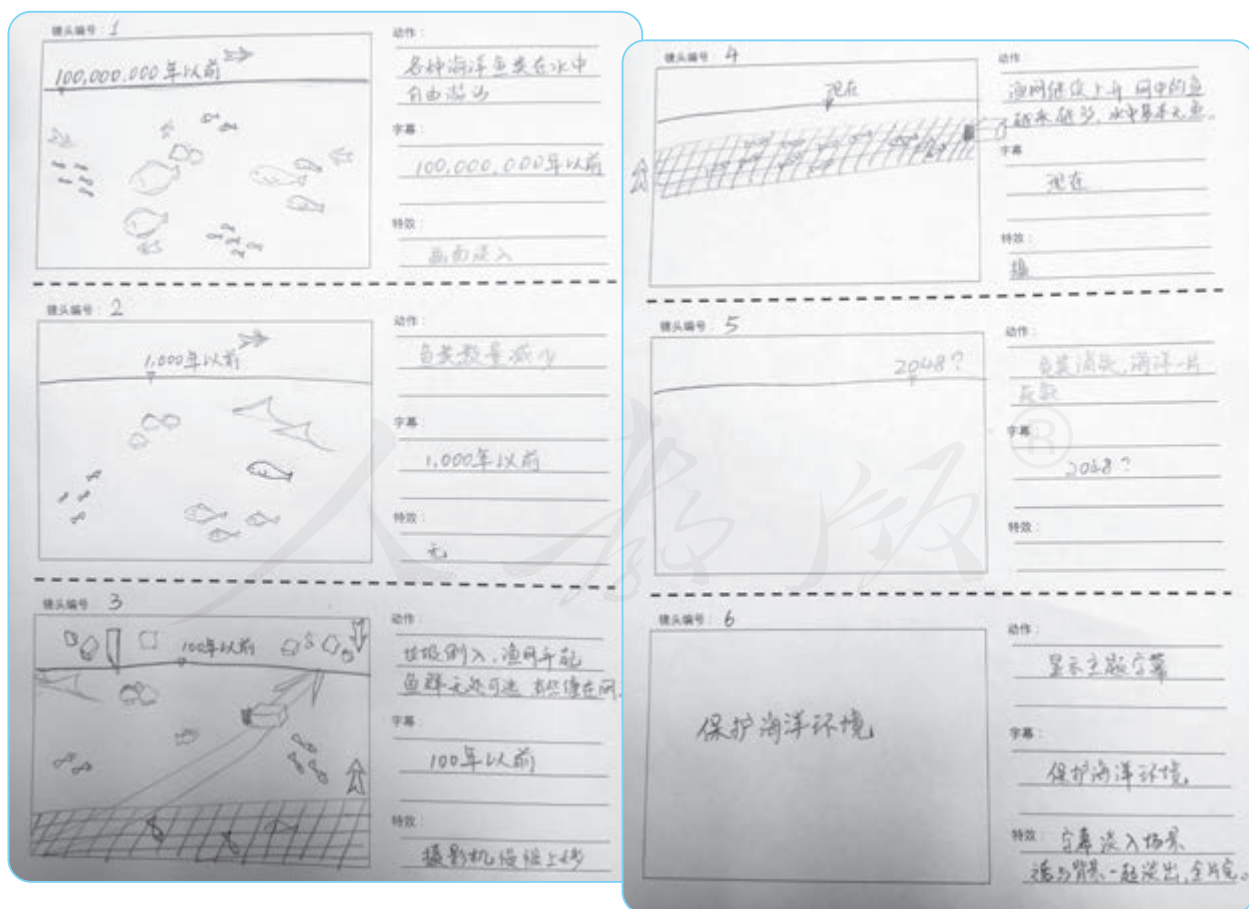 镜头编号：1
100,000,000年以前
动作：
各种海洋鱼类在水中
自由游动
字幕：
100,000,000年以前
特效：
画面淡入
镜头编号：2
1,000年以前
动作：
鱼类数量减少
字幕：
1,000年以前
特效：
无
镜头编号：3
100年以前
动作：
垃圾倒入，渔网升起
鱼群无处可逃
字幕：
100年以前
特效：
摄影机慢慢上移
镜头编号：4
现在
动作
渔网继续上升 网中的鱼
越来越多，水中基本无鱼。
字幕
现在
特效：
镜头编号：5
2048？
动作：
鱼类消失，海洋一片
字幕：
2048？
特效：
镜头编号：6
保护海洋环境
动作：
显示主题字幕
字幕：
保护海洋环境
特效：字幕淡入场景
随与背景一起淡出，全片完。
人教版®